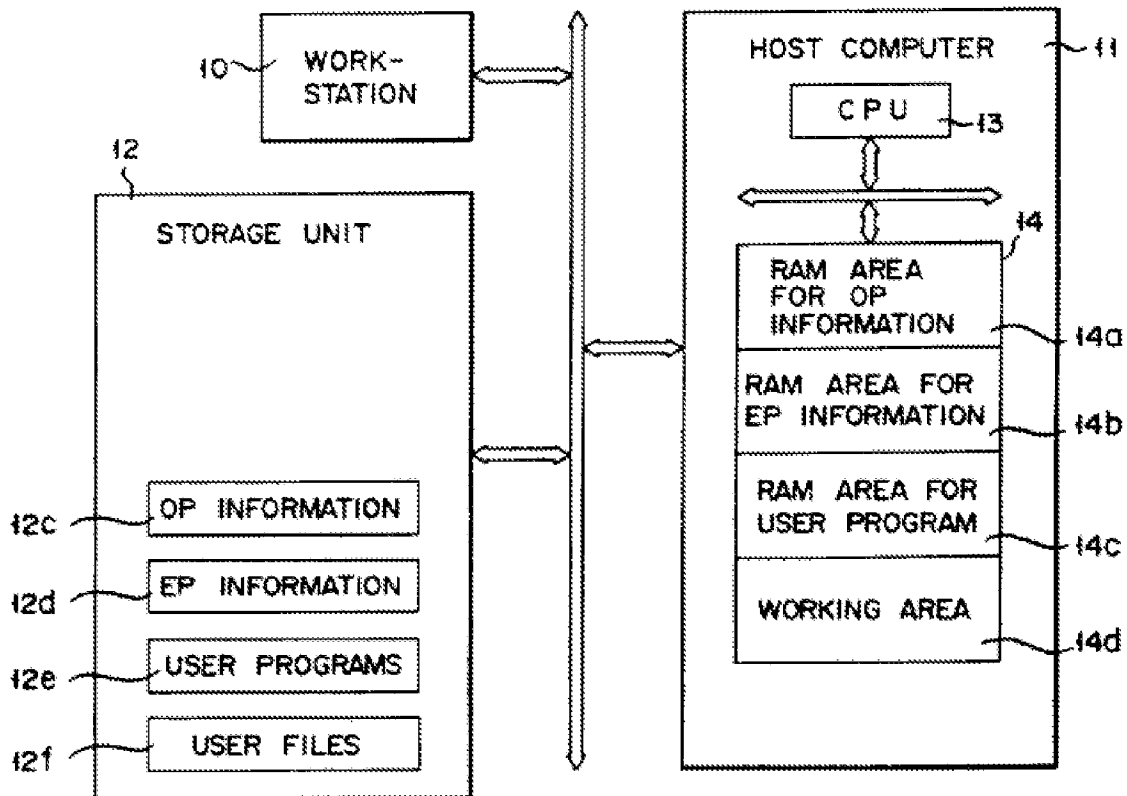 10
WORK-
STATION
12
STORAGE UNIT
12c
OP INFORMATION
12d
EP INFORMATION
12e
USER PROGRAMS
12f
USER FILES
HOST COMPUTER
11
CPU
13
14
RAM AREA
FOR OP
INFORMATION
14a
RAM AREA FOR
EP INFORMATION
14b
RAM AREA FOR
USER PROGRAM
14c
WORKING AREA
14d